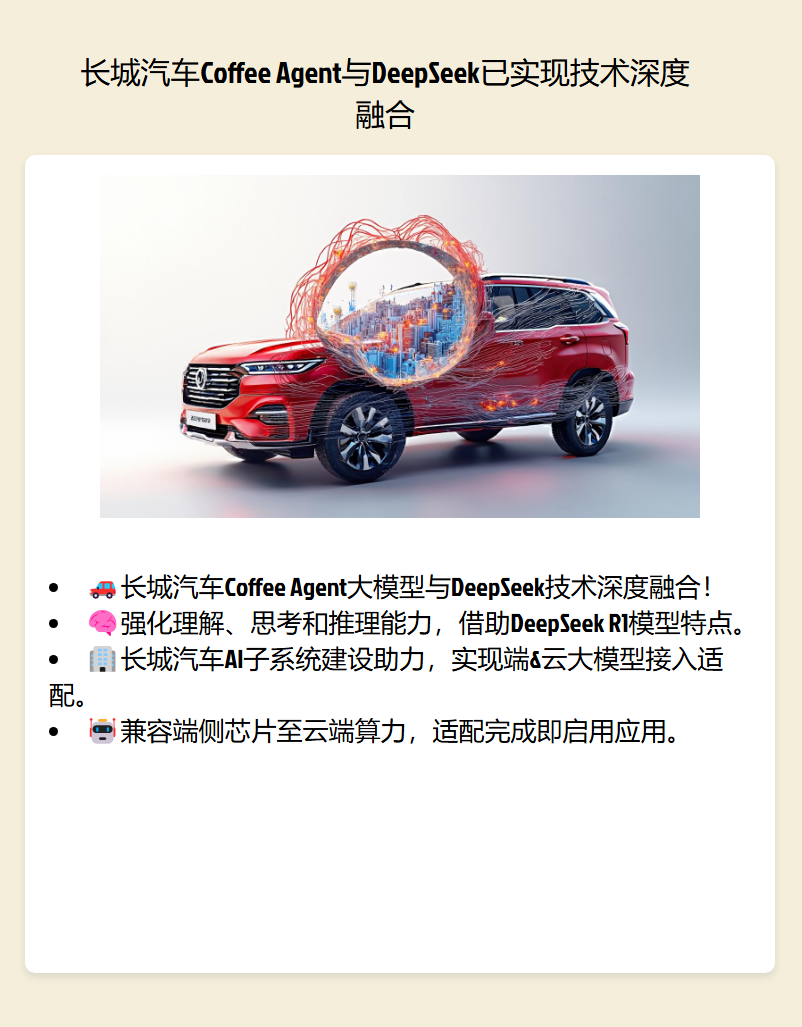 长城汽车Coffee Agent与DeepSeek已实现技术深度
融合
• 🚗 长城汽车Coffee Agent大模型与DeepSeek技术深度融合！
• 🧠 强化理解、思考和推理能力，借助DeepSeek R1模型特点。
• 🏢 长城汽车AI子系统建设助力，实现端&云大模型接入适
配。
• 🤖 兼容端侧芯片至云端算力，适配完成即启用应用。